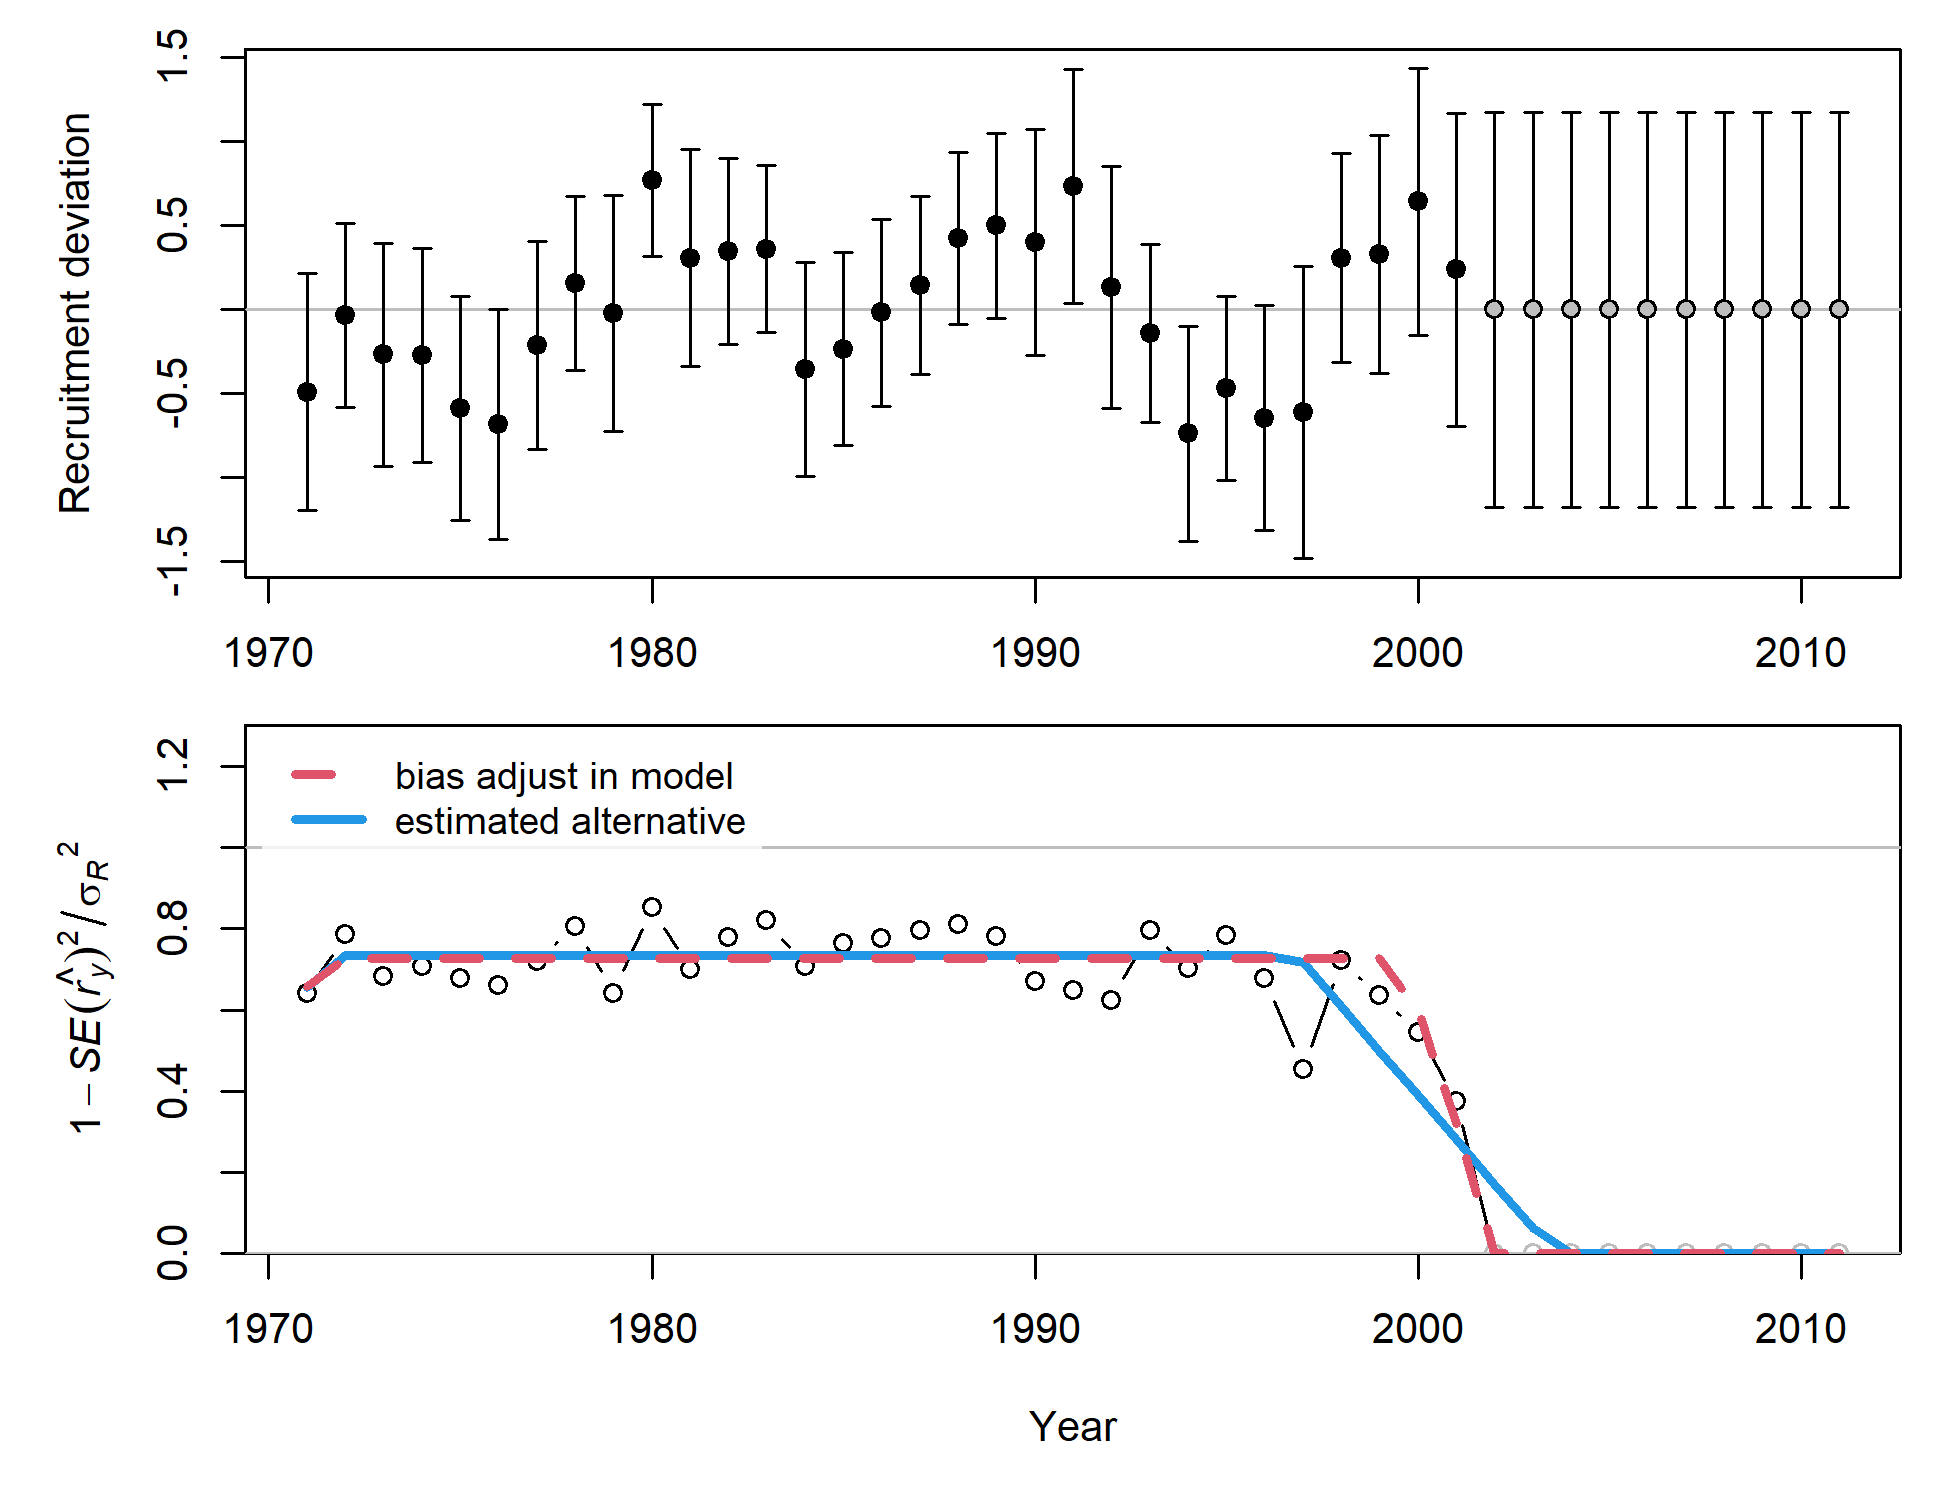 Recruitment deviation
1.5
0.5
-0.5
-1.5
1970 1980 1990 2000 2010
bias adjust in model
estimated alternative
1 − SE(r̂y)² / σR²
1.2
0.8
0.4
0.0
1970 1980 1990 2000 2010
Year